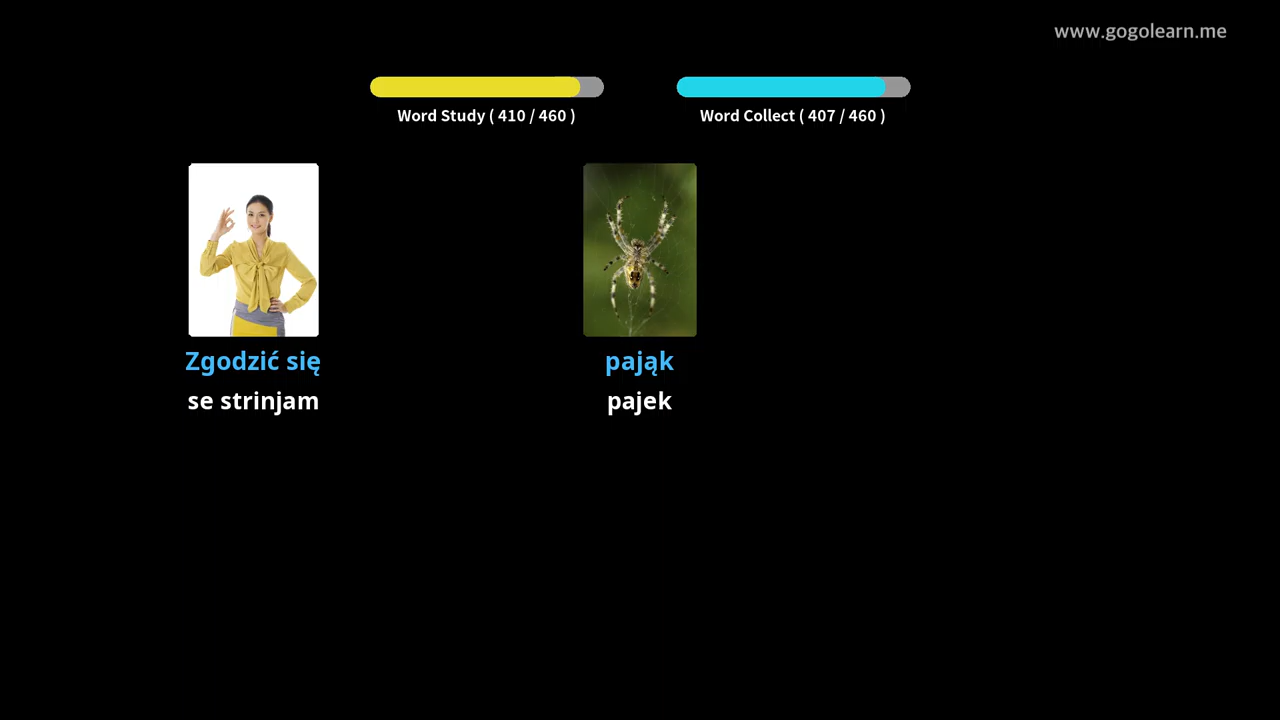 www.gogolearn.me
Word Study ( 410 / 460 )
Word Collect ( 407 / 460 )
Zgodzić się
se strinjam
pająk
pajek